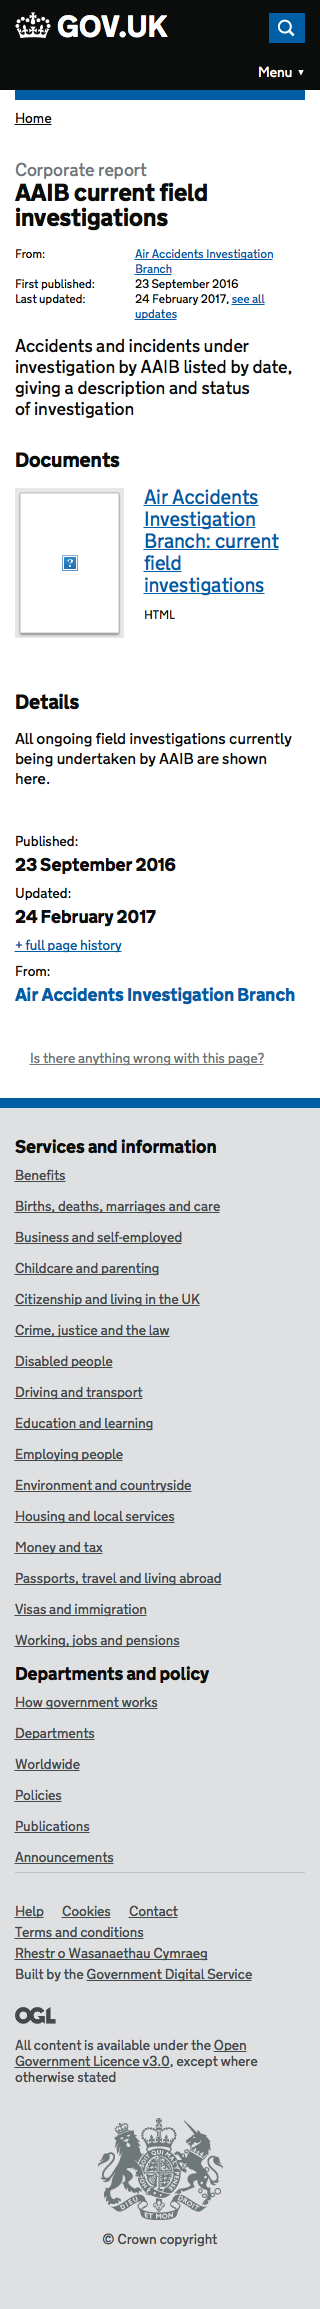 GOV.UK
Menu ▼
Home
Corporate report
AAIB current field
investigations
From:
Air Accidents Investigation
Branch
First published:
23 September 2016
Last updated:
24 February 2017, see all
updates
Accidents and incidents under
investigation by AAIB listed by date,
giving a description and status
of investigation
Documents
Air Accidents
Investigation
Branch: current
field
investigations
HTML
Details
All ongoing field investigations currently
being undertaken by AAIB are shown
here.
Published:
23 September 2016
Updated:
24 February 2017
+ full page history
From:
Air Accidents Investigation Branch
Is there anything wrong with this page?
Services and information
Benefits
Births, deaths, marriages and care
Business and self-employed
Childcare and parenting
Citizenship and living in the UK
Crime, justice and the law
Disabled people
Driving and transport
Education and learning
Employing people
Environment and countryside
Housing and local services
Money and tax
Passports, travel and living abroad
Visas and immigration
Working, jobs and pensions
Departments and policy
How government works
Departments
Worldwide
Policies
Publications
Announcements
Help Cookies Contact
Terms and conditions
Rhestr o Wasanaethau Cymraeg
Built by the Government Digital Service
OGL
All content is available under the Open
Government Licence v3.0, except where
otherwise stated
DIEU ET MON DROIT
© Crown copyright